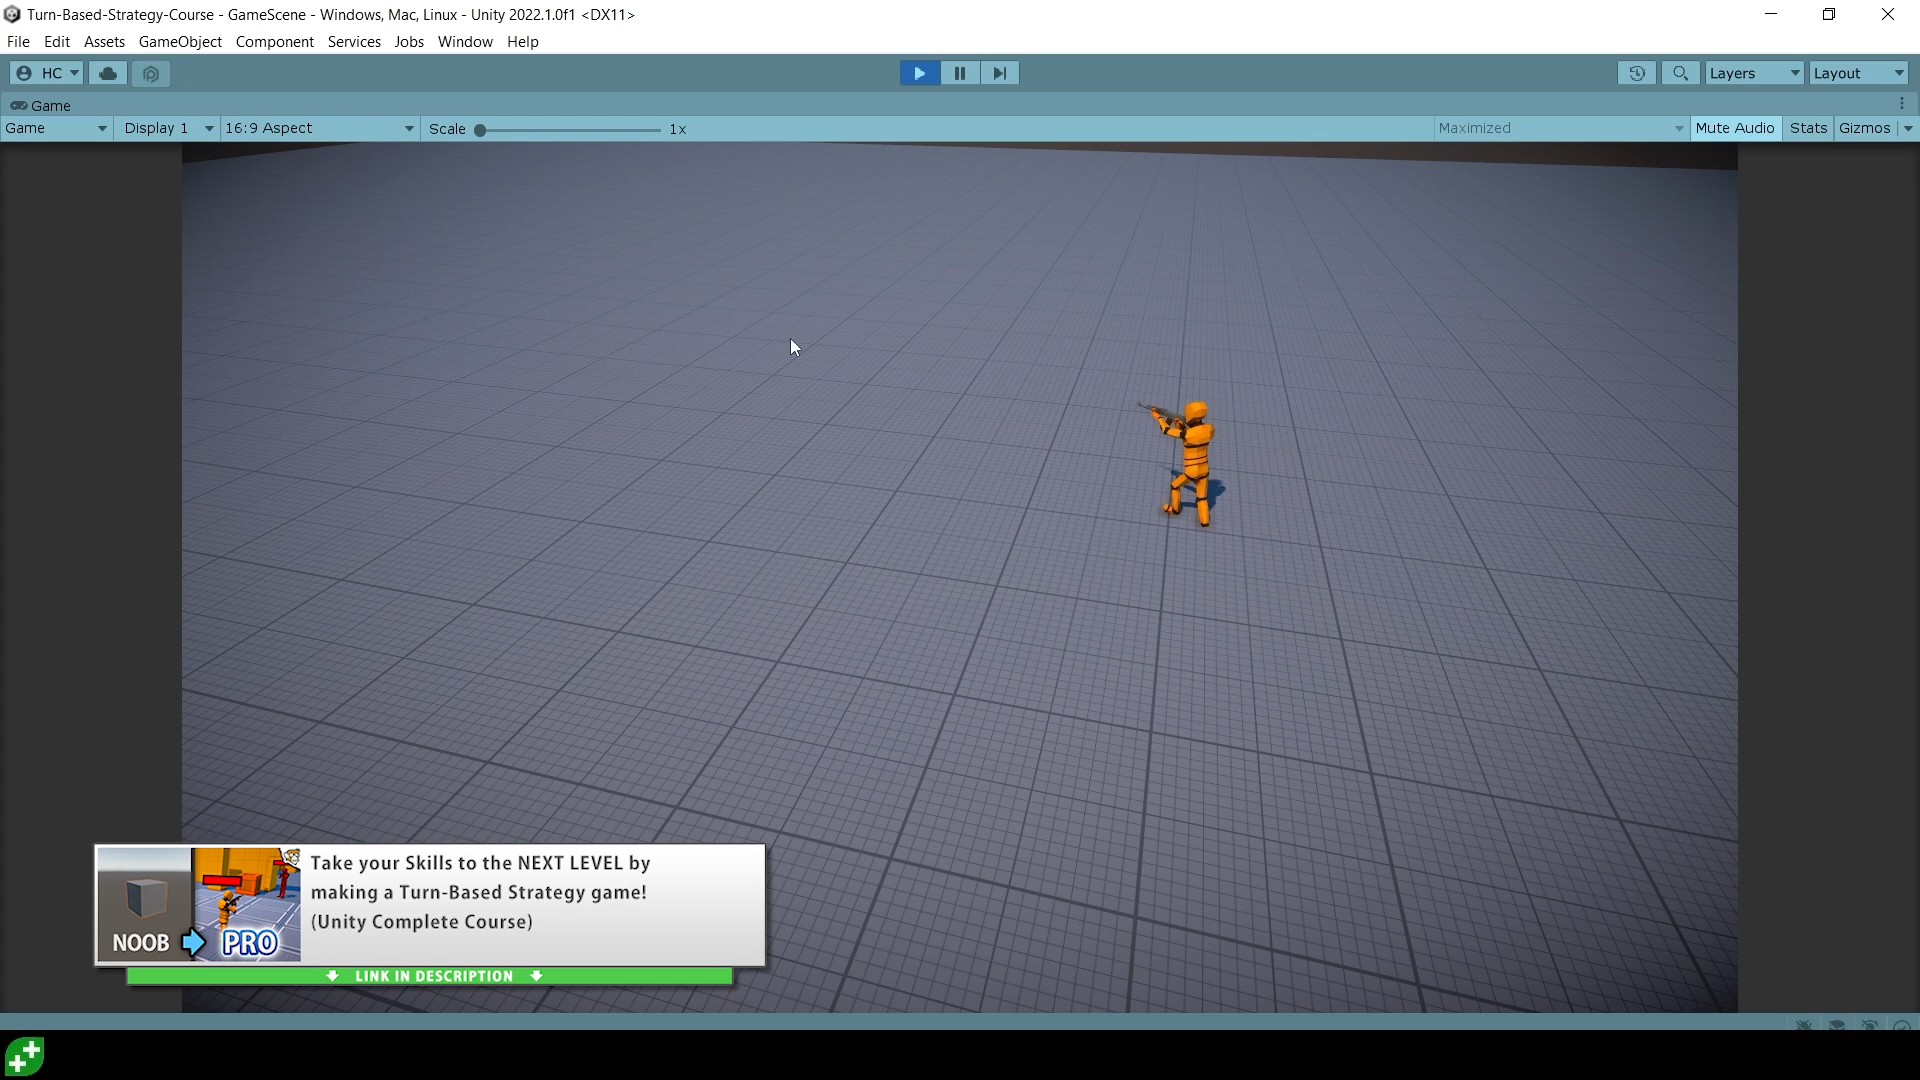 Turn-Based-Strategy-Course - GameScene - Windows, Mac, Linux - Unity 2022.1.0f1 <DX11>
File Edit Assets GameObject Component Services Jobs Window Help
HC Layers Layout
Game
Game Display 1 16:9 Aspect Scale 1x Maximized Mute Audio Stats Gizmos
Take your Skills to the NEXT LEVEL by
making a Turn-Based Strategy game!
(Unity Complete Course)
NOOB PRO
LINK IN DESCRIPTION